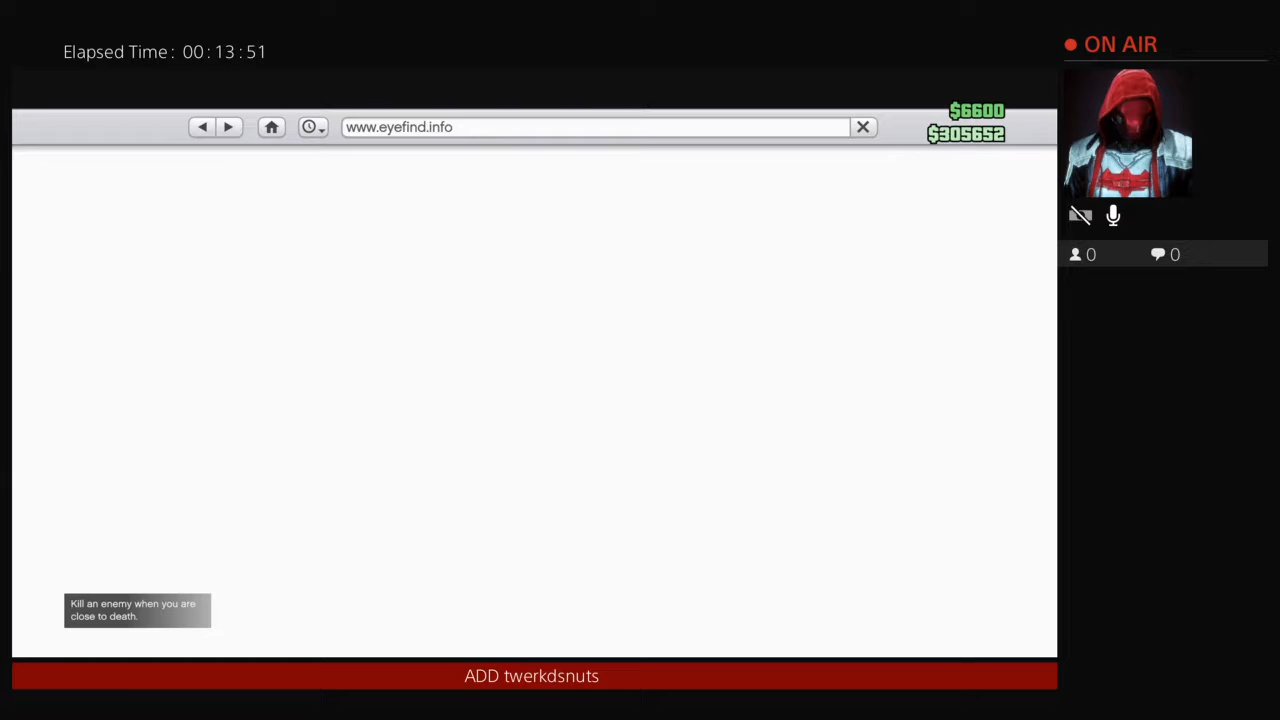 Elapsed Time: 00:13:51
ON AIR
www.eyefind.info
$6600
$305652
0
0
Kill an enemy when you are
close to death.
ADD twerkdsnuts